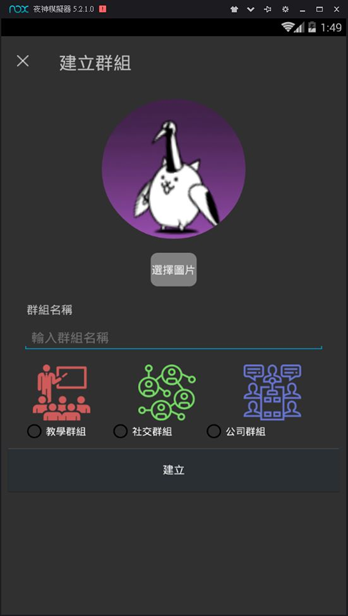 nox 夜神模擬器 5.2.1.0
1:49
建立群組
選擇圖片
群組名稱
輸入群組名稱
教學群組 社交群組 公司群組
建立